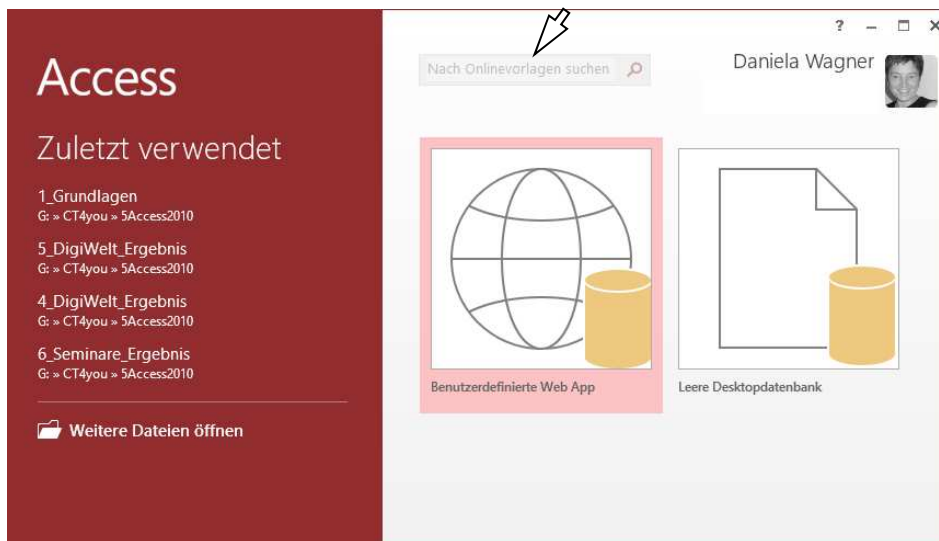 Access
Zuletzt verwendet
1_Grundlagen
G: » CT4you » 5Access2010
5_DigiWelt_Ergebnis
G: » CT4you » 5Access2010
4_DigiWelt_Ergebnis
G: » CT4you » 5Access2010
6_Seminare_Ergebnis
G: » CT4you » 5Access2010
Weitere Dateien öffnen
?
Nach Onlinevorlagen suchen
Daniela Wagner
Benutzerdefinierte Web App
Leere Desktopdatenbank